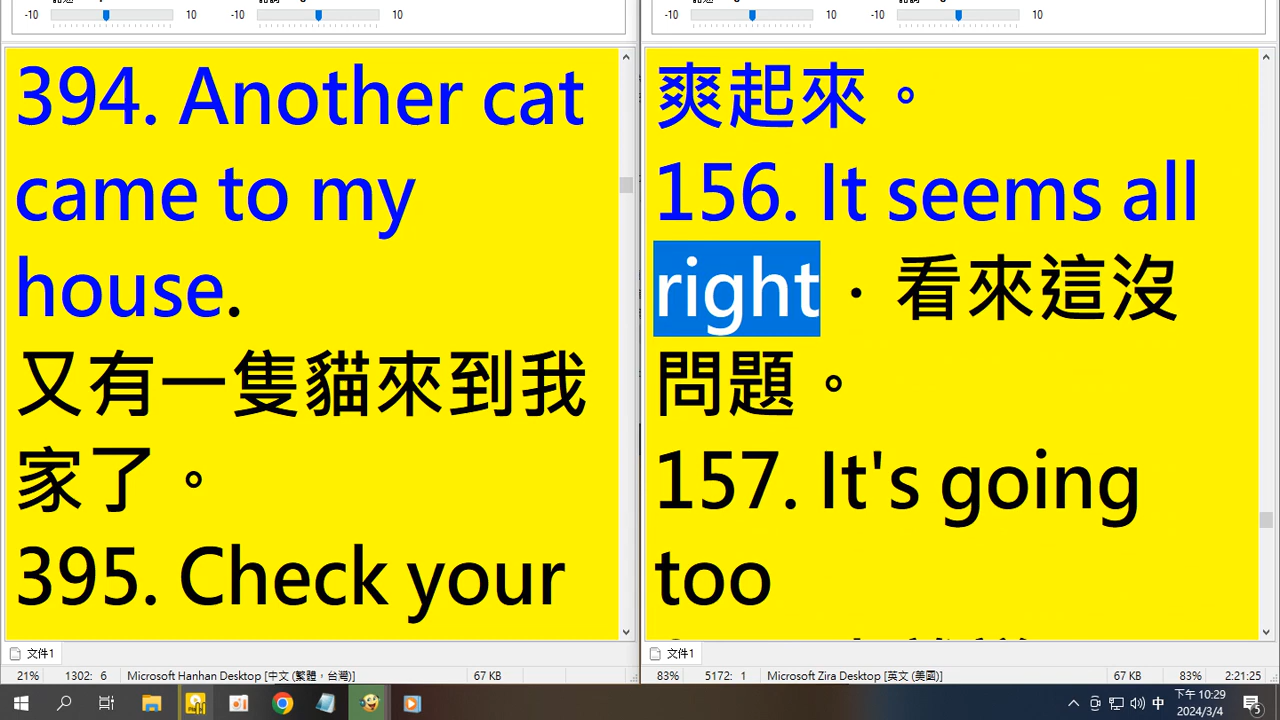 -10 10 -10 10
394. Another cat
came to my
house.
又有一隻貓來到我
家了。
395. Check your
文件1
21% 1302: 6 Microsoft Hanhan Desktop [中文 (繁體，台灣)] 67 KB
-10 10 -10 10
爽起來。
156. It seems all
right．看來這沒
問題。
157. It's going
too
文件1
83% 5172: 1 Microsoft Zira Desktop [英文 (美國)] 67 KB 83% 2:21:25
中 下午 10:29
2024/3/4
5